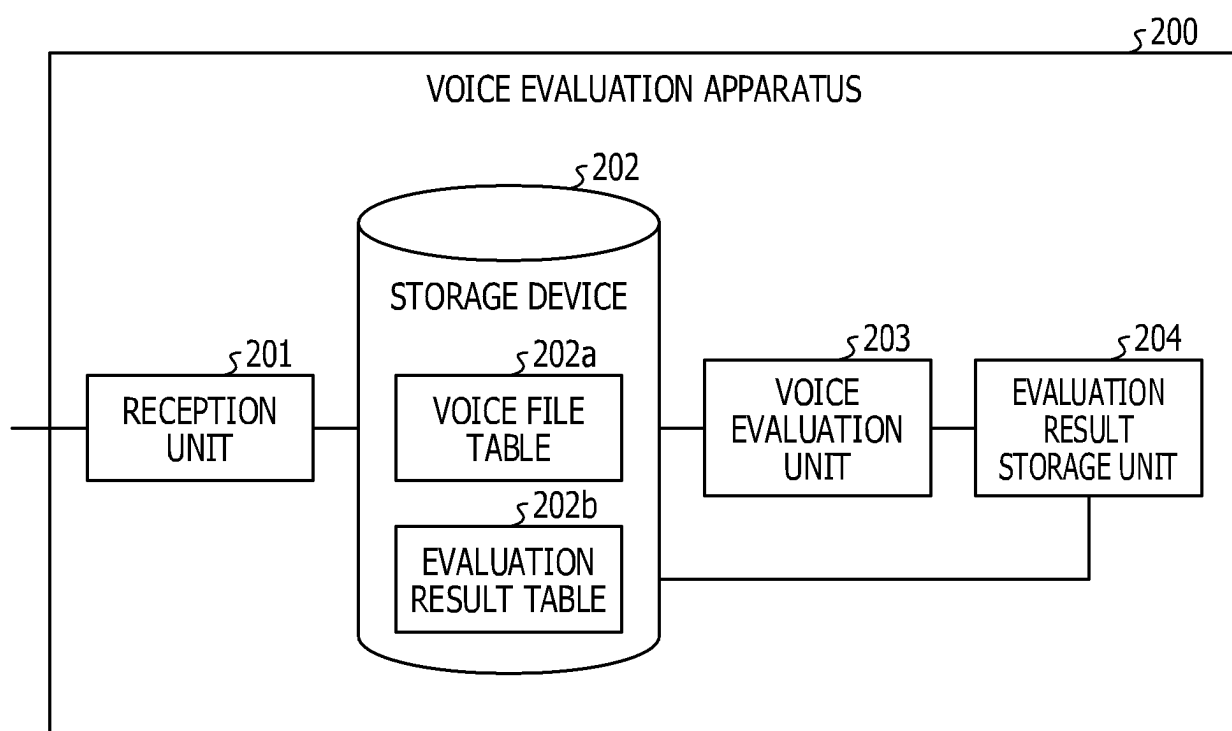 200
VOICE EVALUATION APPARATUS
202
STORAGE DEVICE
201
RECEPTION
UNIT
202a
VOICE FILE
TABLE
202b
EVALUATION
RESULT TABLE
203
VOICE
EVALUATION
UNIT
204
EVALUATION
RESULT
STORAGE UNIT